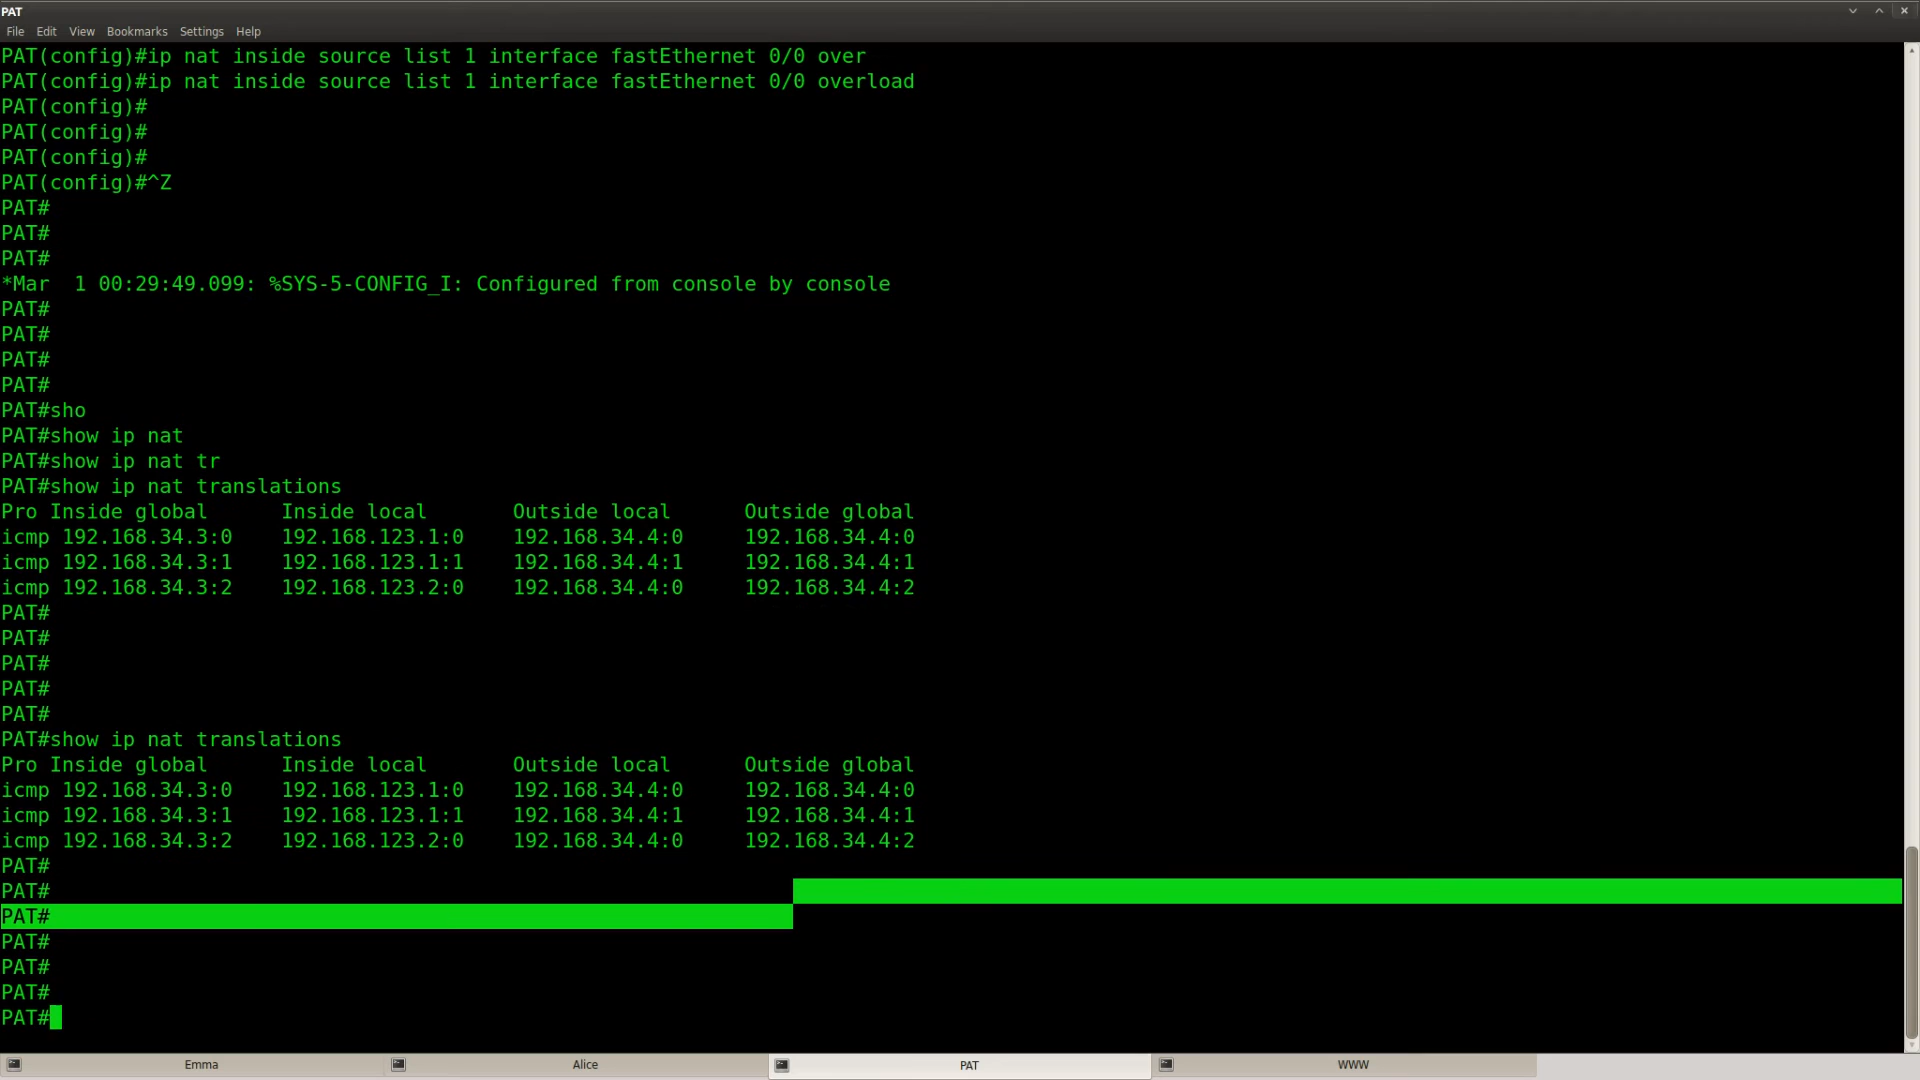 PAT
File Edit View Bookmarks Settings Help
PAT(config)#ip nat inside source list 1 interface fastEthernet 0/0 over
PAT(config)#ip nat inside source list 1 interface fastEthernet 0/0 overload
PAT(config)#
PAT(config)#
PAT(config)#
PAT(config)#^Z
PAT#
PAT#
PAT#
*Mar  1 00:29:49.099: %SYS-5-CONFIG_I: Configured from console by console
PAT#
PAT#
PAT#
PAT#
PAT#sho
PAT#show ip nat
PAT#show ip nat tr
PAT#show ip nat translations
Pro Inside global      Inside local       Outside local      Outside global
icmp 192.168.34.3:0    192.168.123.1:0    192.168.34.4:0     192.168.34.4:0
icmp 192.168.34.3:1    192.168.123.1:1    192.168.34.4:1     192.168.34.4:1
icmp 192.168.34.3:2    192.168.123.2:0    192.168.34.4:0     192.168.34.4:2
PAT#
PAT#
PAT#
PAT#
PAT#
PAT#show ip nat translations
Pro Inside global      Inside local       Outside local      Outside global
icmp 192.168.34.3:0    192.168.123.1:0    192.168.34.4:0     192.168.34.4:0
icmp 192.168.34.3:1    192.168.123.1:1    192.168.34.4:1     192.168.34.4:1
icmp 192.168.34.3:2    192.168.123.2:0    192.168.34.4:0     192.168.34.4:2
PAT#
PAT#
PAT#
PAT#
PAT#
PAT#
PAT#
Emma Alice PAT WWW